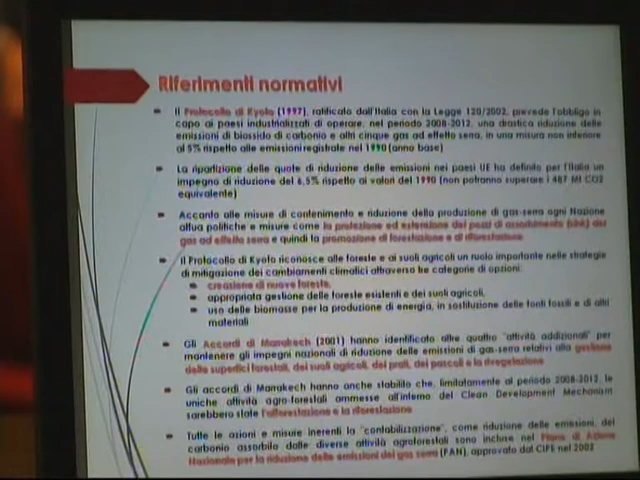 Riferimenti normativi
Il Protocollo di Kyoto (1997), ratificato dall'Italia con la Legge 120/2002, prevede l'obbligo in
capo ai paesi industrializzati di operare, nel periodo 2008-2012, una drastica riduzione delle
emissioni di biossido di carbonio e altri cinque gas ad effetto serra, in una misura non inferiore
al 5% rispetto alle emissioni registrate nel 1990 (anno base)
La ripartizione delle quote di riduzione delle emissioni nei paesi UE ha definito per l'Italia un
impegno di riduzione del 6,5% rispetto ai valori del 1990 (non potranno superare i 487 Mt CO2
equivalente)
Accanto alle misure di contenimento e riduzione della produzione di gas-serra ogni Nazione
attua politiche e misure come la protezione ed estensione dei pozzi di assorbimento (sink) dei
gas ad effetto serra e quindi la promozione di forestazione e di riforestazione
Il Protocollo di Kyoto riconosce alle foreste e ai suoli agricoli un ruolo importante nelle strategie
di mitigazione dei cambiamenti climatici attraverso tre categorie di opzioni:
creazione di nuove foreste,
appropriata gestione delle foreste esistenti e dei suoli agricoli,
uso delle biomasse per la produzione di energia, in sostituzione delle fonti fossili e di altri
materiali
Gli Accordi di Marrakech (2001) hanno identificato altre quattro "attività addizionali" per
mantenere gli impegni nazionali di riduzione delle emissioni di gas-serra relativi alla gestione
delle superfici forestali, dei suoli agricoli, dei prati, dei pascoli e la rivegetazione
Gli accordi di Marrakech hanno anche stabilito che, limitatamente al periodo 2008-2012, le
uniche attività agro-forestali ammesse all'interno del Clean Development Mechanism
sarebbero state l'afforestazione e la riforestazione
Tutte le azioni e misure inerenti la "contabilizzazione", come riduzione delle emissioni, del
carbonio assorbito dalle diverse attività agroforestali sono incluse nel Piano di Azione
Nazionale per la riduzione delle emissioni dei gas serra (PAN), approvato dal CIPE nel 2002